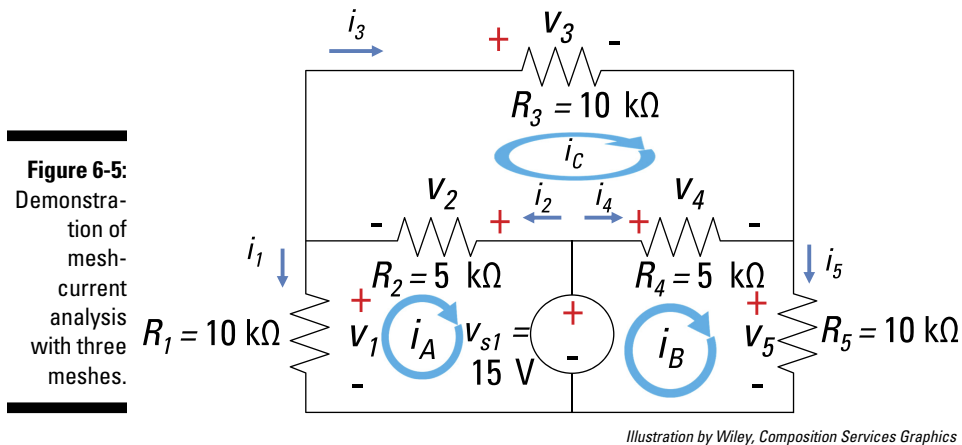 Figure 6-5:
Demonstra-
tion of
mesh-
current
analysis
with three
meshes.
i3
+ v3 -
R3 = 10 kΩ
iC
v2
i2
i4
v4
- +
+ -
i1
R2 = 5 kΩ
R4 = 5 kΩ
i5
R1 = 10 kΩ
+
v1
-
iA
vs1 =
15 V
+
-
iB
+
v5
-
R5 = 10 kΩ
Illustration by Wiley, Composition Services Graphics